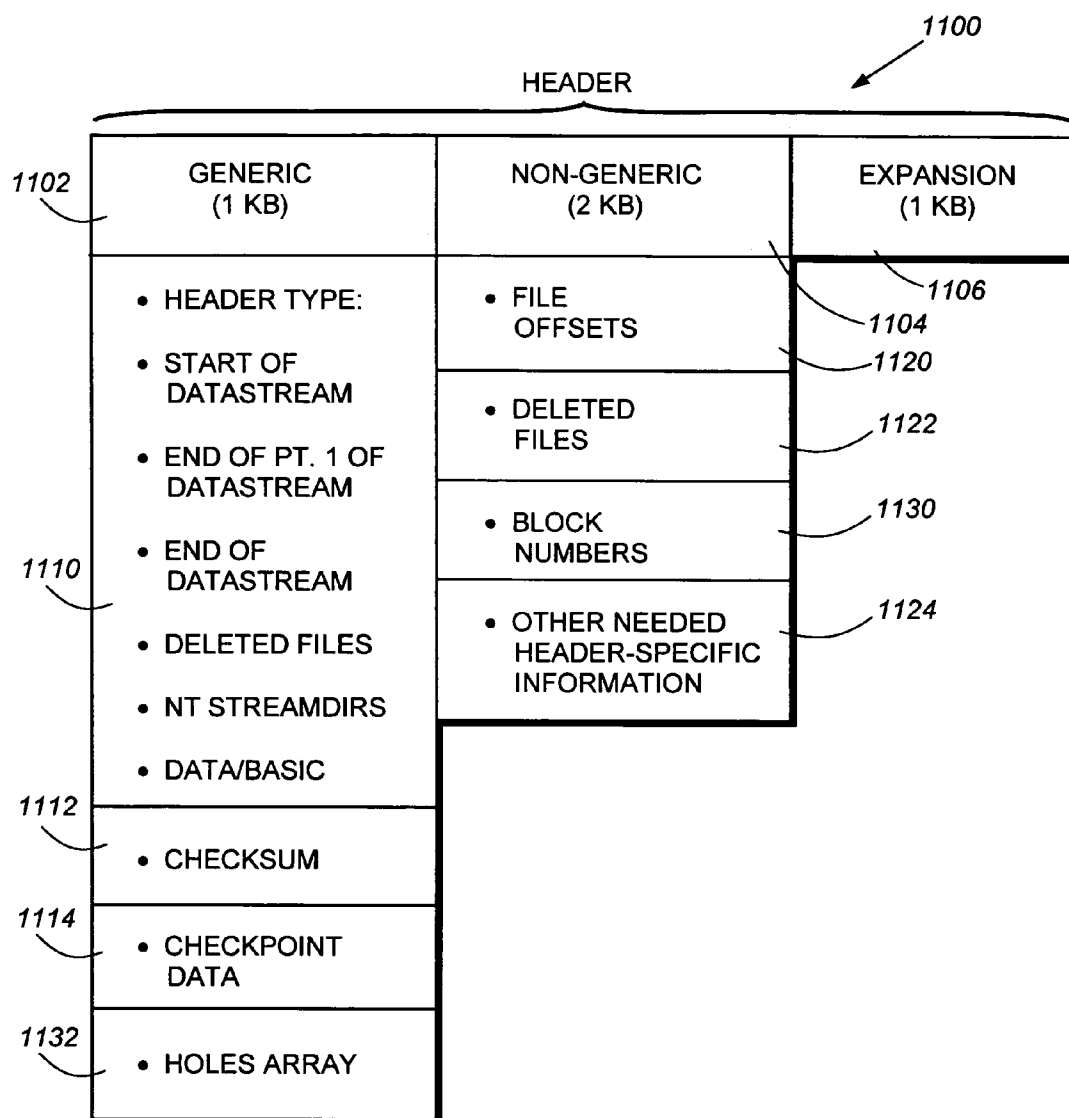 1100
HEADER
1102
GENERIC
(1 KB)
NON-GENERIC
(2 KB)
EXPANSION
(1 KB)
1106
1104
• HEADER TYPE:
• START OF
DATASTREAM
• END OF PT. 1 OF
DATASTREAM
• END OF
DATASTREAM
• DELETED FILES
• NT STREAMDIRS
• DATA/BASIC
1110
• FILE
OFFSETS
1120
• DELETED
FILES
1122
• BLOCK
NUMBERS
1130
• OTHER NEEDED
HEADER-SPECIFIC
INFORMATION
1124
1112
• CHECKSUM
1114
• CHECKPOINT
DATA
1132
• HOLES ARRAY